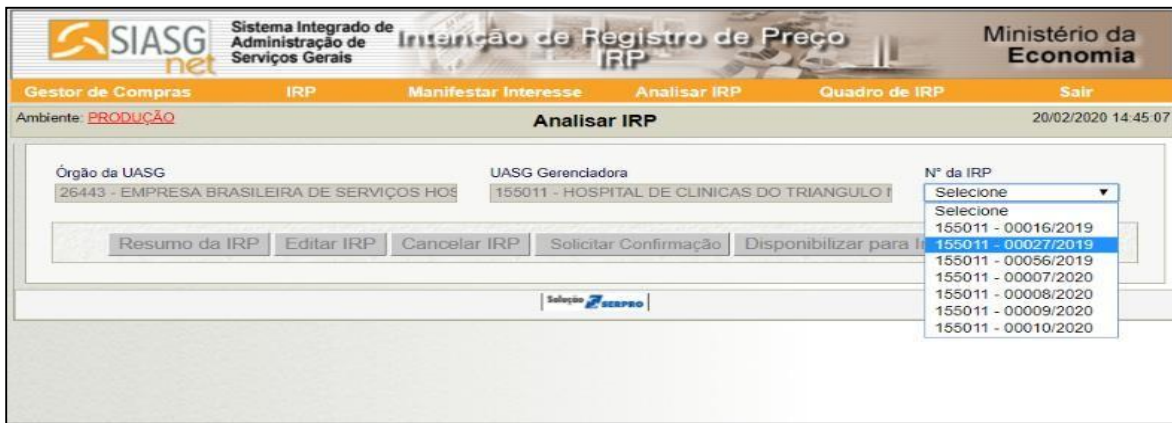 SIASG
net
Sistema Integrado de
Administração de
Serviços Gerais
Intenção de Registro de Preço
IRP
Ministério da
Economia
Gestor de Compras IRP Manifestar Interesse Analisar IRP Quadro de IRP Sair
Ambiente: PRODUÇÃO Analisar IRP 20/02/2020 14:45:07
Órgão da UASG UASG Gerenciadora N° da IRP
26443 - EMPRESA BRASILEIRA DE SERVIÇOS HOS 155011 - HOSPITAL DE CLINICAS DO TRIANGULO Selecione
Selecione
155011 - 00016/2019
Resumo da IRP Editar IRP Cancelar IRP Solicitar Confirmação Disponibilizar para 155011 - 00027/2019
155011 - 00056/2019
155011 - 00007/2020
155011 - 00008/2020
155011 - 00009/2020
155011 - 00010/2020
Solução SERPRO